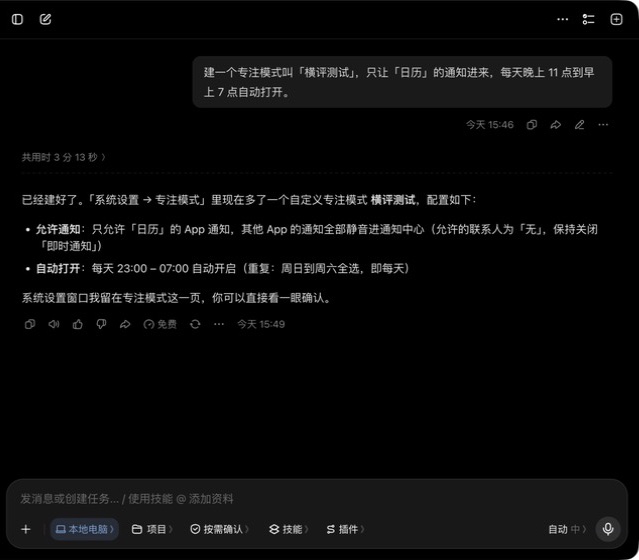 建一个专注模式叫「横评测试」，只让「日历」的通知进来，每天晚上 11 点到早
上 7 点自动打开。
今天 15:46
共用时 3 分 13 秒 〉
已经建好了。「系统设置 → 专注模式」里现在多了一个自定义专注模式 横评测试，配置如下：
• 允许通知：只允许「日历」的 App 通知，其他 App 的通知全部静音进通知中心（允许的联系人为「无」，保持关闭
「即时通知」）
• 自动打开：每天 23:00 – 07:00 自动开启（重复：周日到周六全选，即每天）
系统设置窗口我留在专注模式这一页，你可以直接看一眼确认。
免费 今天 15:49
发消息或创建任务... / 使用技能 @ 添加资料
本地电脑 〉 项目 〉 按需确认 〉 技能 〉 插件 〉 自动 中 〉